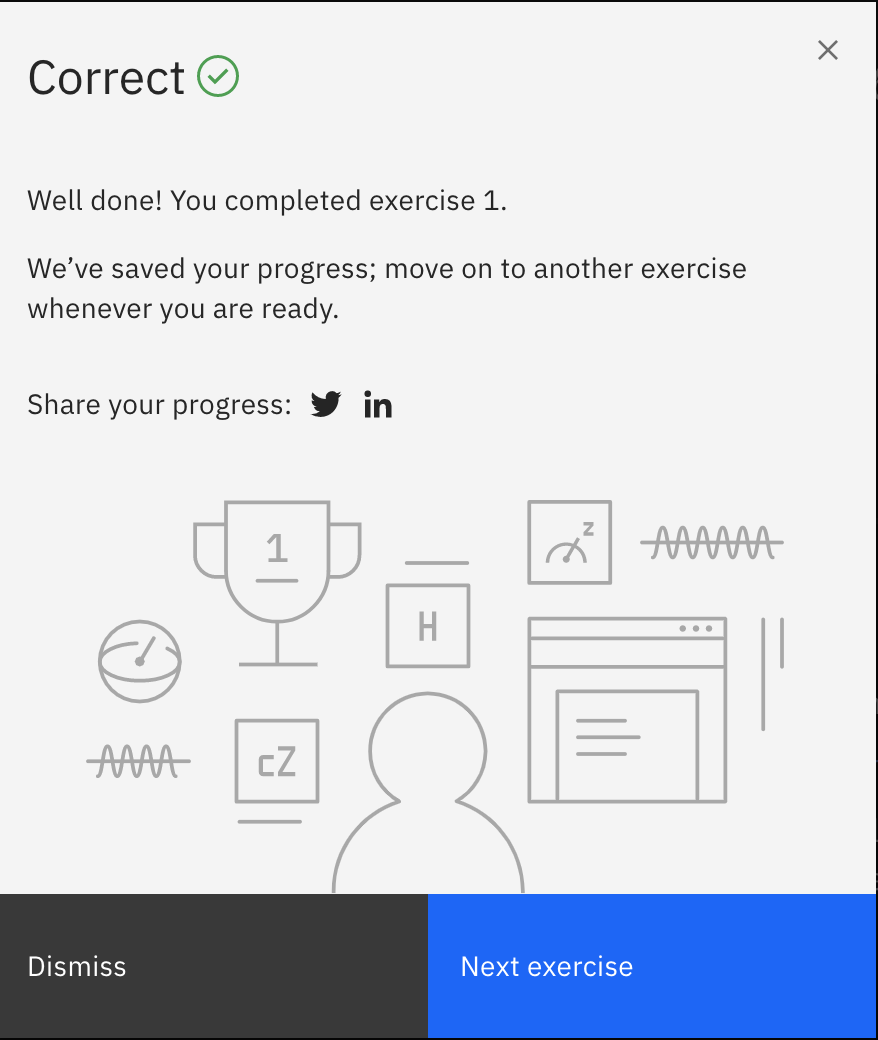 Correct
Well done! You completed exercise 1.
We’ve saved your progress; move on to another exercise
whenever you are ready.
Share your progress:
in
1
z
H
cZ
Dismiss
Next exercise